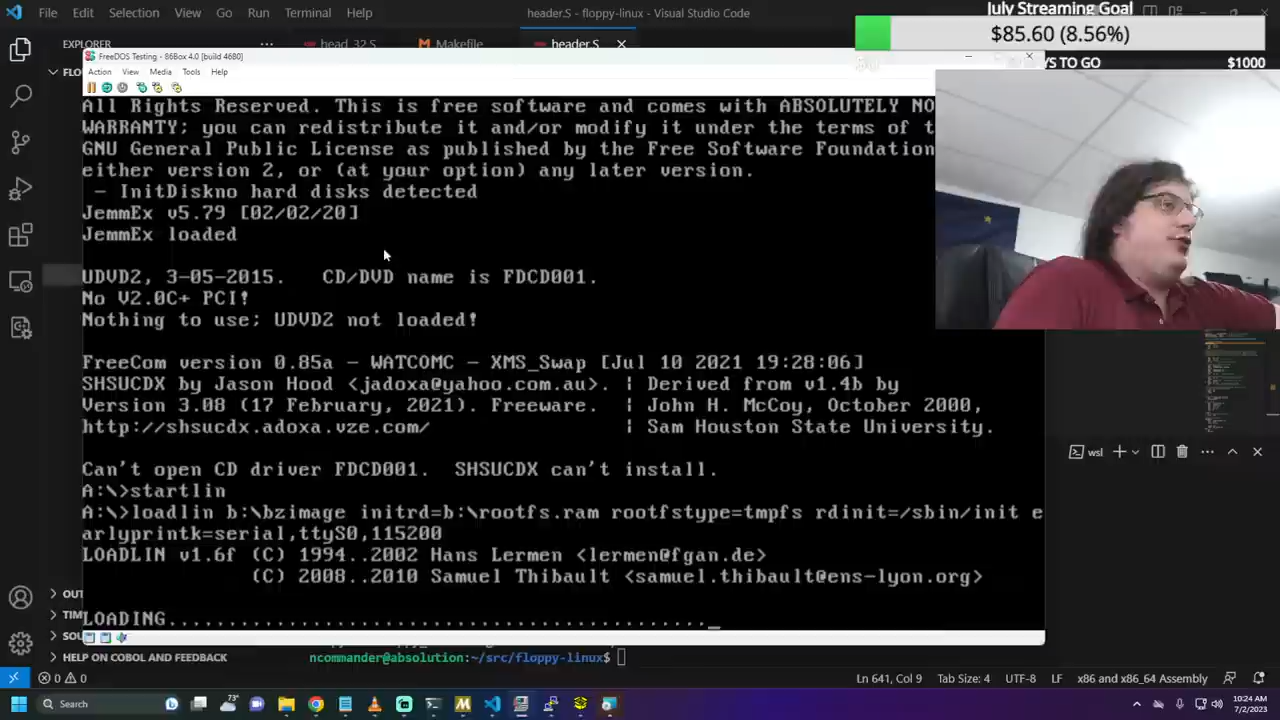 File Edit Selection View Go Run Terminal Help
header.S - floppy-linux - Visual Studio Code
July Streaming Goal
$85.60 (8.56%)
YS TO GO
$1000
EXPLORER
···
head_32.S
Makefile
header.S
FreeDOS Testing - 86Box 4.0 [build 4680]
Action View Media Tools Help
All Rights Reserved. This is free software and comes with ABSOLUTELY NO
WARRANTY; you can redistribute it and/or modify it under the terms of t
GNU General Public License as published by the Free Software Foundation
either version 2, or (at your option) any later version.
- InitDiskno hard disks detected
JemmEx v5.79 [02/02/20]
JemmEx loaded
UDVD2, 3-05-2015. CD/DVD name is FDCD001.
No V2.0C+ PCI!
Nothing to use; UDVD2 not loaded!
FreeCom version 0.85a - WATCOMC - XMS_Swap [Jul 10 2021 19:28:06]
SHSUCDX by Jason Hood <jadoxa@yahoo.com.au>. | Derived from v1.4b by
Version 3.08 (17 February, 2021). Freeware. | John H. McCoy, October 2000,
http://shsucdx.adoxa.vze.com/ | Sam Houston State University.
Can't open CD driver FDCD001. SHSUCDX can't install.
A:\>startlin
A:\>loadlin b:\bzimage initrd=b:\rootfs.ram rootfstype=tmpfs rdinit=/sbin/init e
arlyprintk=serial,ttyS0,115200
LOADLIN v1.6f (C) 1994..2002 Hans Lermen <lermen@fgan.de>
(C) 2008..2010 Samuel Thibault <samuel.thibault@ens-lyon.org>
LOADING.............................................
wsl
FLO
OUT
TIM
SOU
HELP ON COBOL AND FEEDBACK
ncommander@absolution:~/src/floppy-linux$
0 0
Line 641, Col 9
Tab Size: 4
UTF-8
LF
x86 and x86_64 Assembly
Search
73°
10:24 AM
7/2/2023